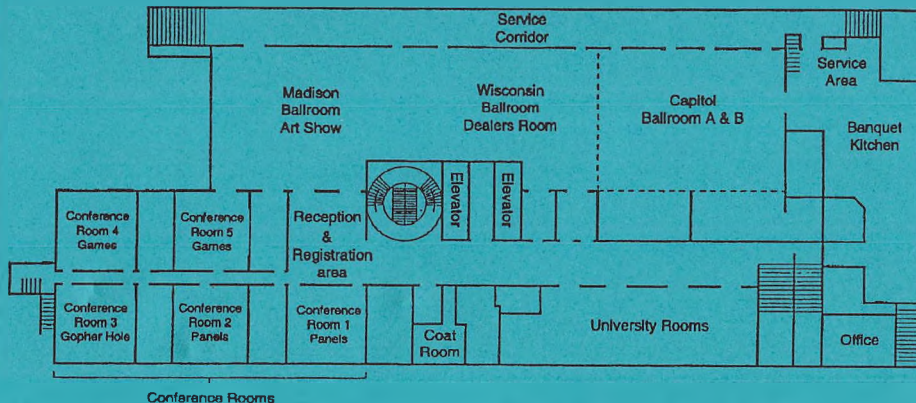 Service
Corridor
Service
Area
Madison
Ballroom
Art Show
Wisconsin
Ballroom
Dealers Room
Capitol
Ballroom A & B
Banquet
Kitchen
Elevator
Elevator
Conference
Room 4
Games
Conference
Room 5
Games
Reception
&
Registration
area
Conference
Room 3
Gopher Hole
Conference
Room 2
Panels
Conference
Room 1
Panels
Coat
Room
University Rooms
Office
Conference Rooms